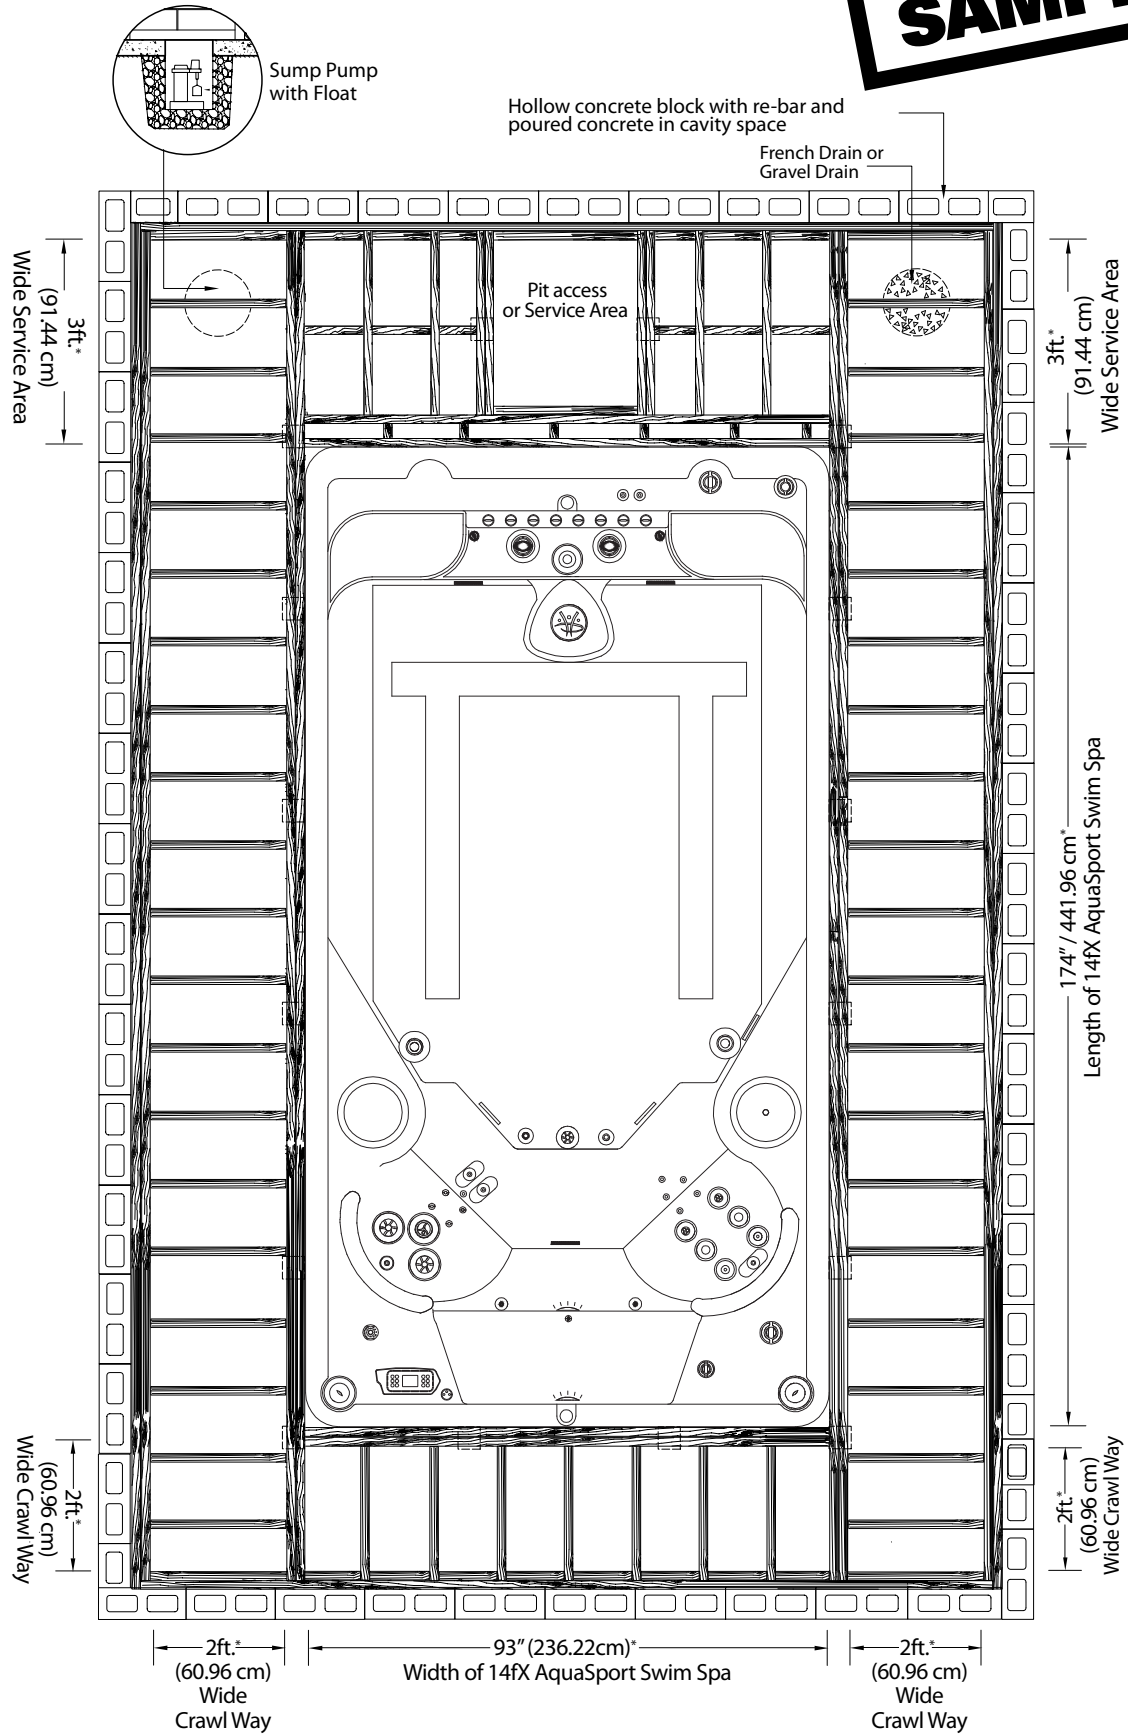 Sump Pump
with Float
Hollow concrete block with re-bar and
poured concrete in cavity space
French Drain or
Gravel Drain
3ft.*
(91.44 cm)
Wide Service Area
Pit access
or Service Area
3ft.*
(91.44 cm)
Wide Service Area
174" / 441.96 cm*
Length of 14fX AquaSport Swim Spa
2ft.*
(60.96 cm)
Wide Crawl Way
2ft.*
(60.96 cm)
Wide Crawl Way
2ft.*
(60.96 cm)
Wide
Crawl Way
93" (236.22cm)*
Width of 14fX AquaSport Swim Spa
2ft.*
(60.96 cm)
Wide
Crawl Way